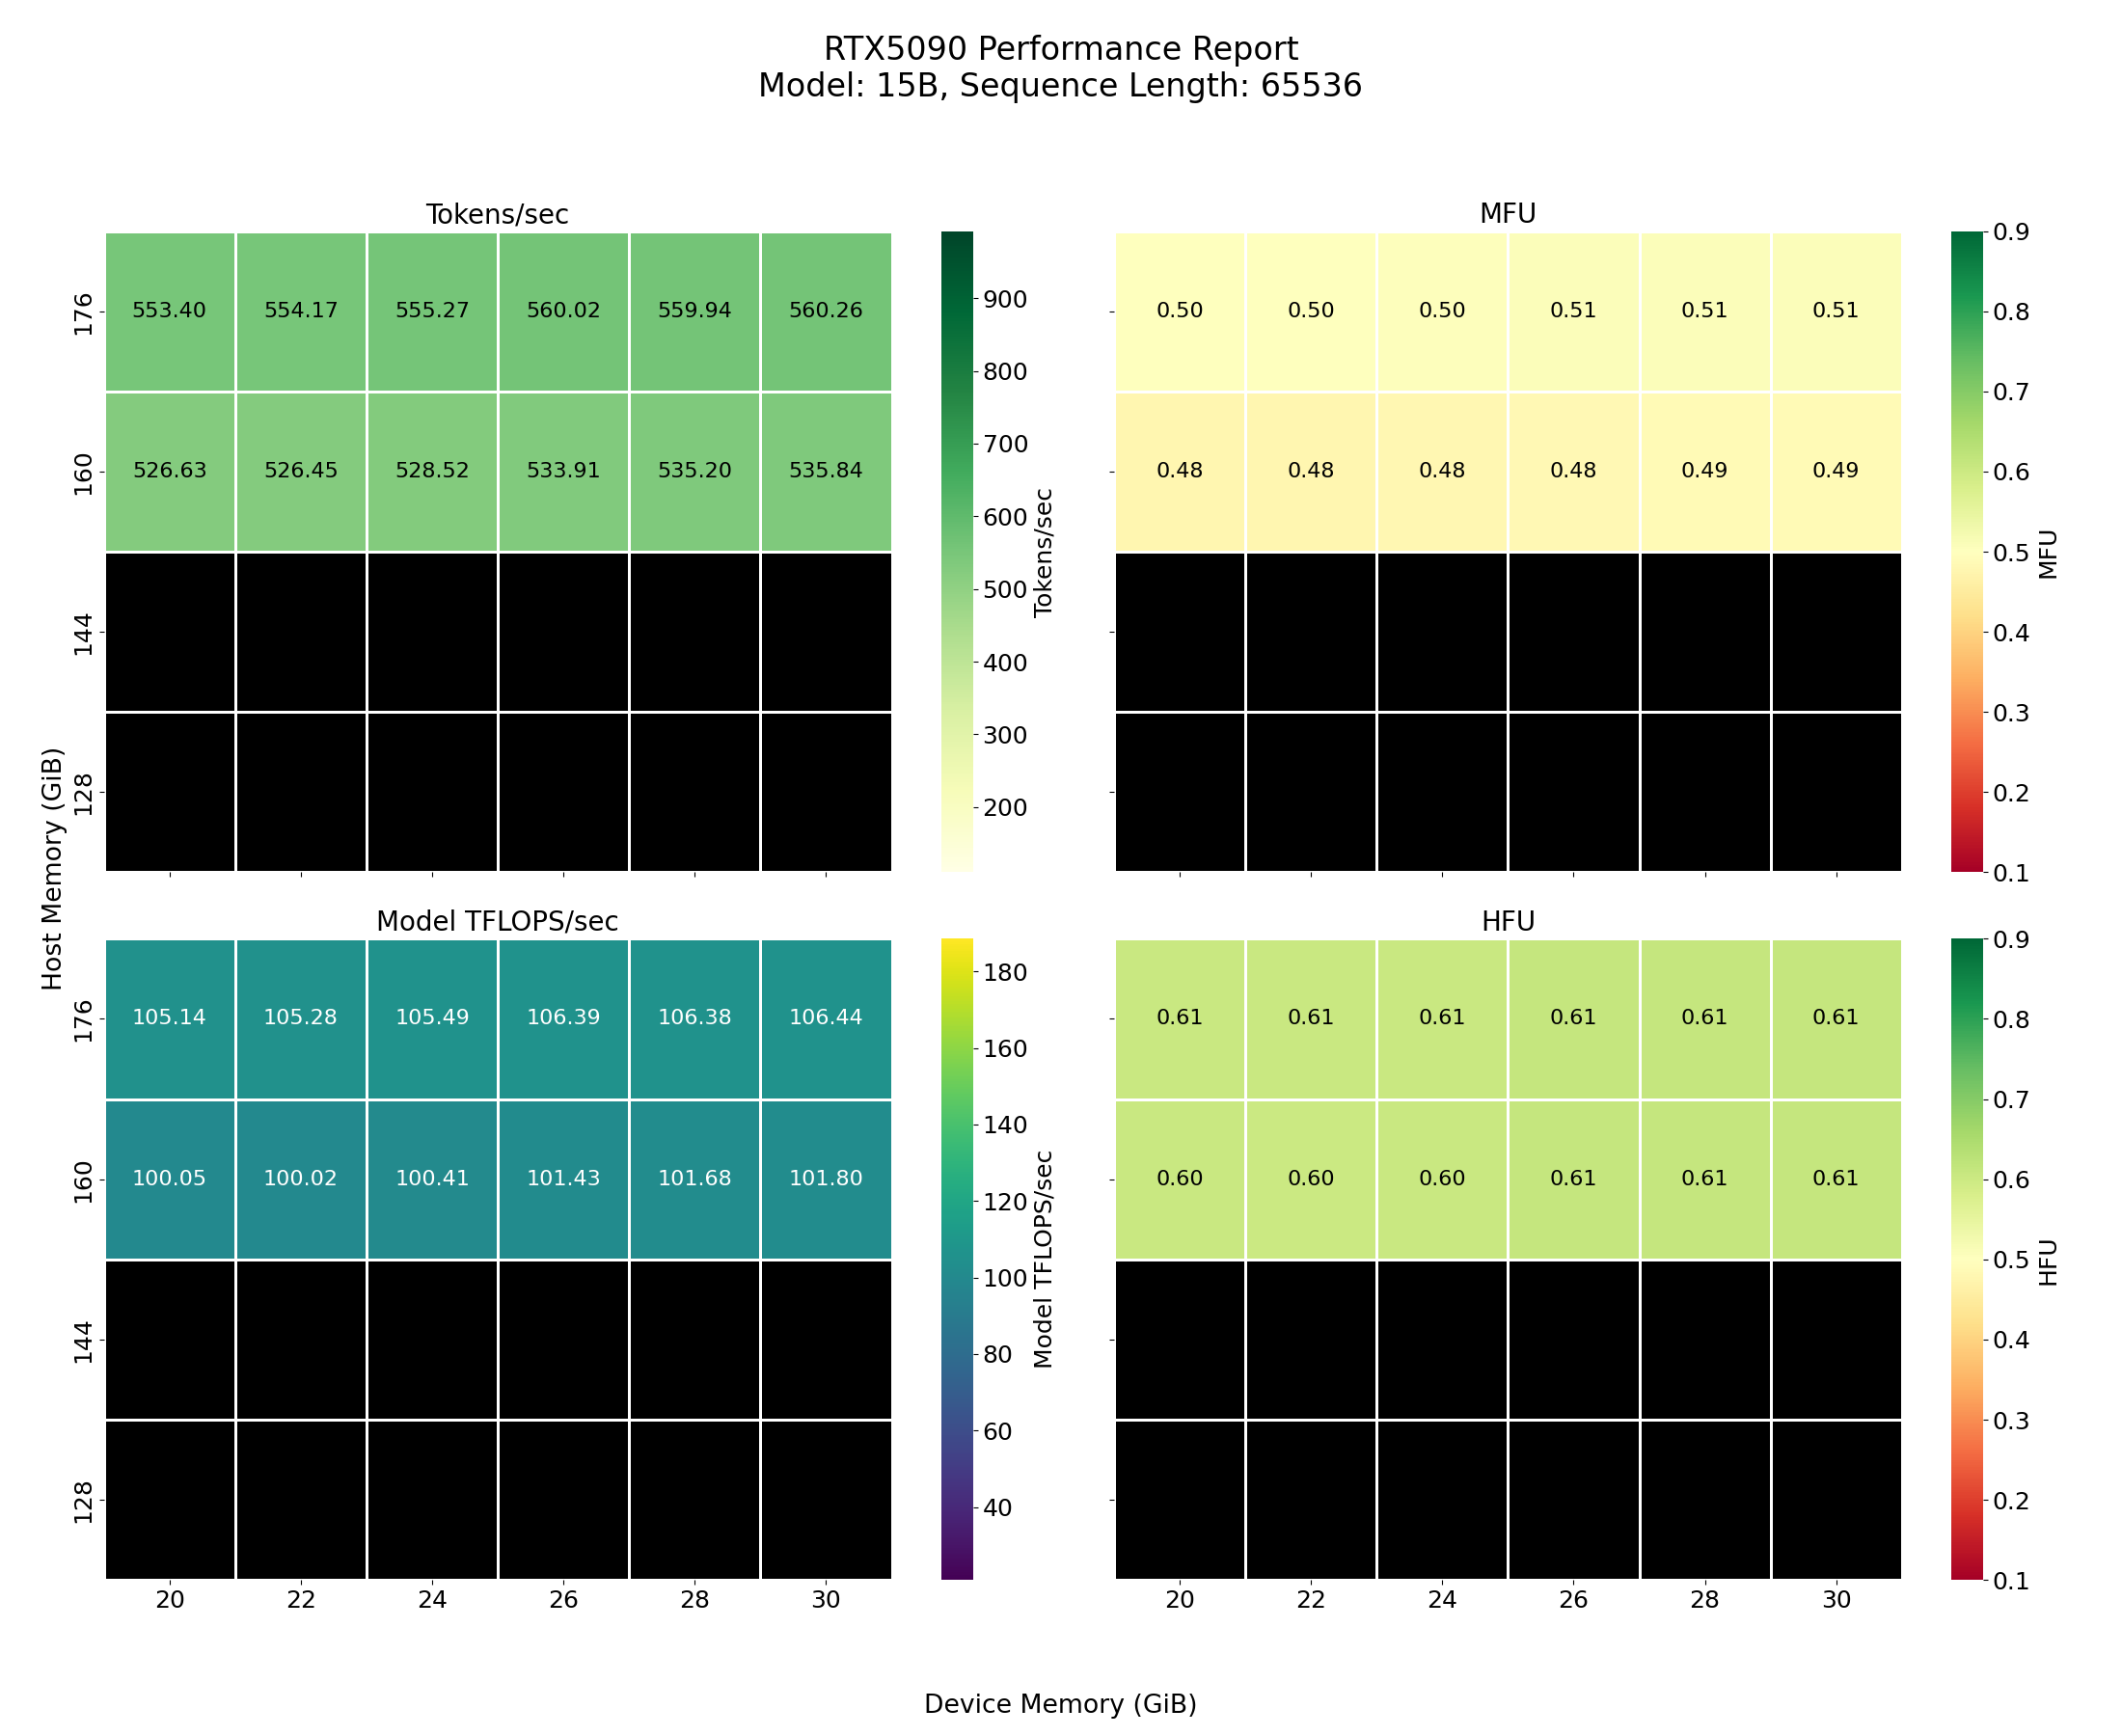 RTX5090 Performance Report
Model: 15B, Sequence Length: 65536
Tokens/sec
176
553.40 554.17 555.27 560.02 559.94 560.26
160
526.63 526.45 528.52 533.91 535.20 535.84
144
128
900
800
700
600
500
400
300
200
Tokens/sec
MFU
0.50 0.50 0.50 0.51 0.51 0.51
0.48 0.48 0.48 0.48 0.49 0.49
0.9
0.8
0.7
0.6
0.5
0.4
0.3
0.2
0.1
MFU
Host Memory (GiB)
Model TFLOPS/sec
176
105.14 105.28 105.49 106.39 106.38 106.44
160
100.05 100.02 100.41 101.43 101.68 101.80
144
128
20 22 24 26 28 30
180
160
140
120
100
80
60
40
Model TFLOPS/sec
HFU
0.61 0.61 0.61 0.61 0.61 0.61
0.60 0.60 0.60 0.61 0.61 0.61
20 22 24 26 28 30
0.9
0.8
0.7
0.6
0.5
0.4
0.3
0.2
0.1
HFU
Device Memory (GiB)